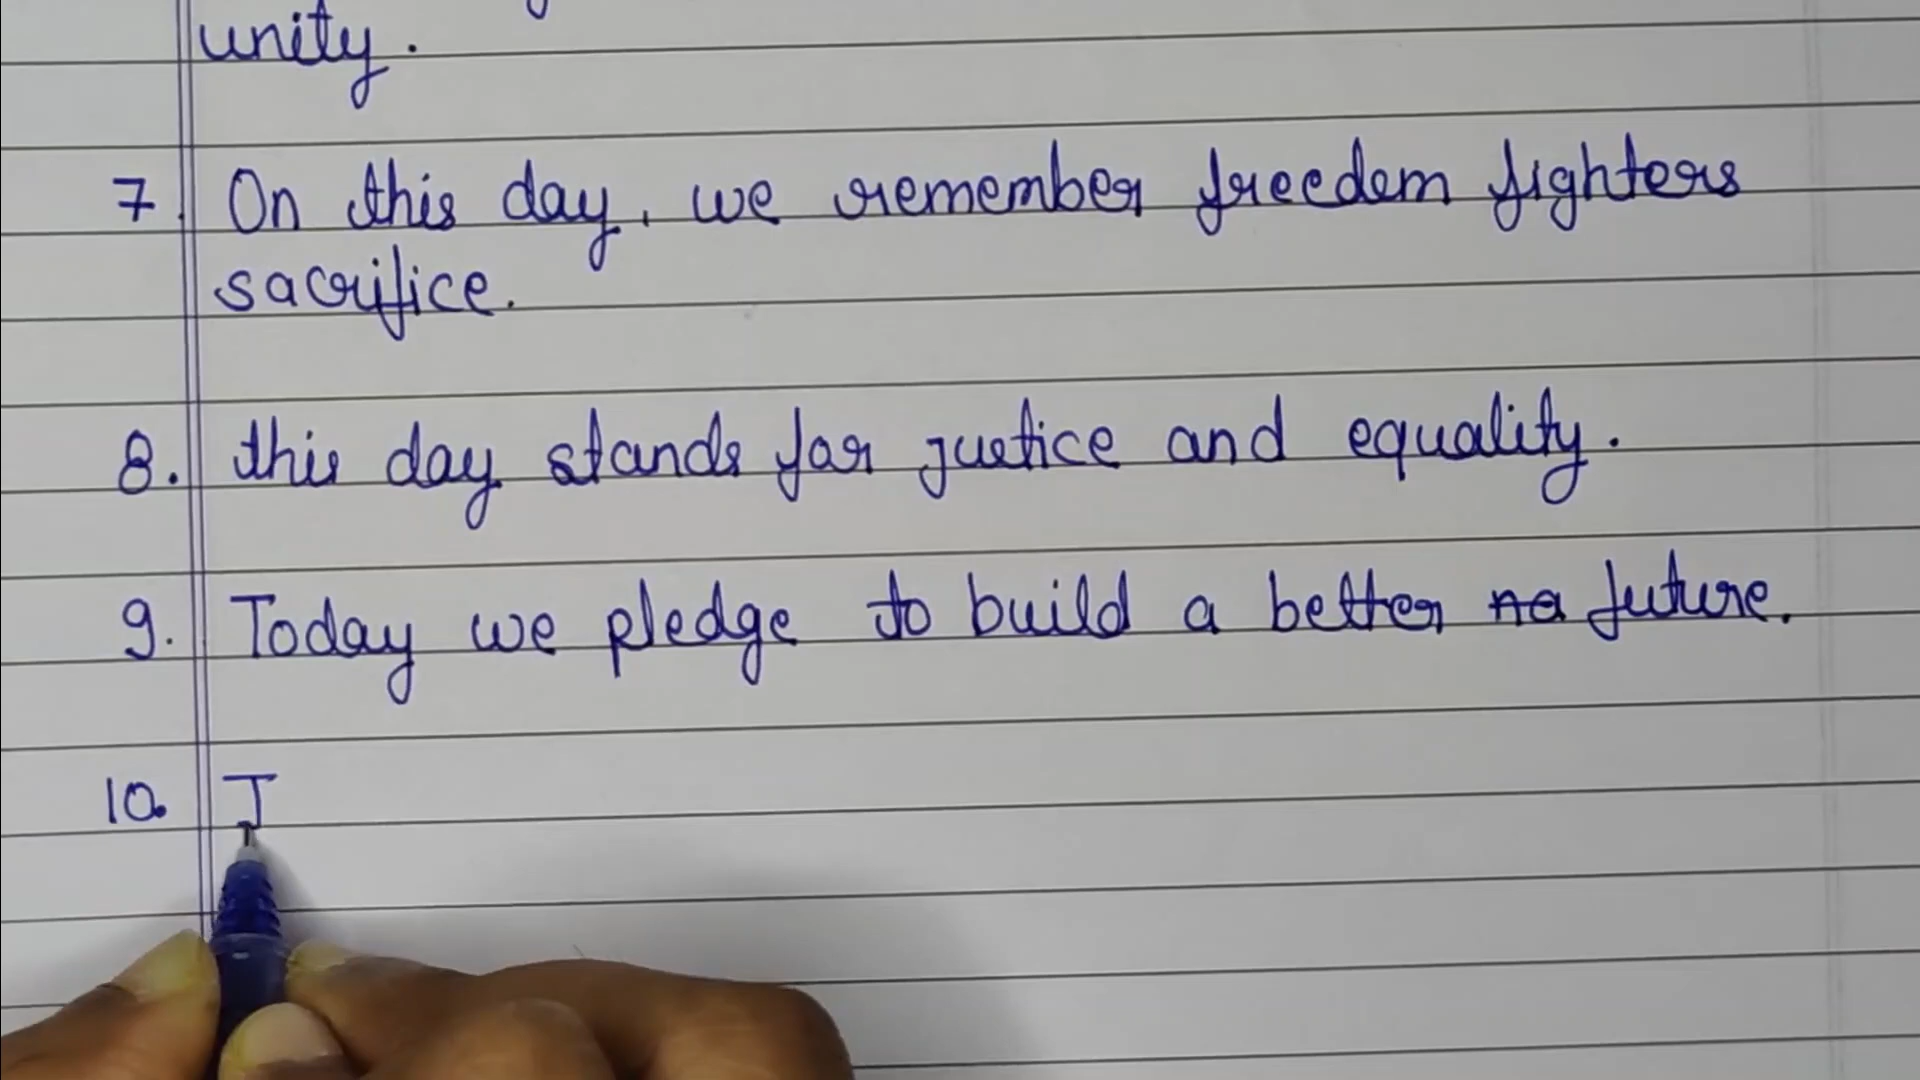 unity.
7. On this day, we remember freedom fighters
sacrifice.
8. this day stands for justice and equality.
9. Today we pledge to build a better na future.
10. J